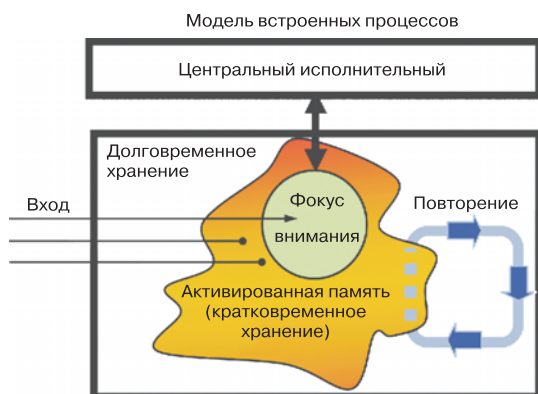 Модель встроенных процессов
Центральный исполнительный
Долговременное
хранение
Вход
Фокус
внимания
Повторение
Активированная память
(кратковременное
хранение)